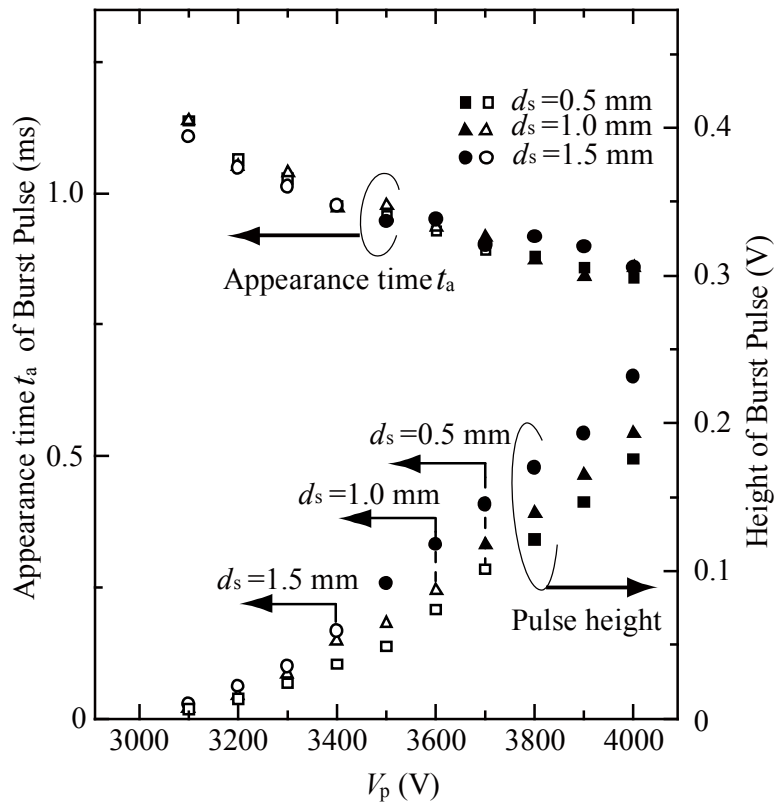 Appearance time ta of Burst Pulse (ms)
1.0
0.5
0
ds=0.5 mm
ds=1.0 mm
ds=1.5 mm
Appearance time ta
ds=0.5 mm
ds=1.0 mm
ds=1.5 mm
Pulse height
0.4
0.3
0.2
0.1
0
Height of Burst Pulse (V)
3000 3200 3400 3600 3800 4000
Vp (V)